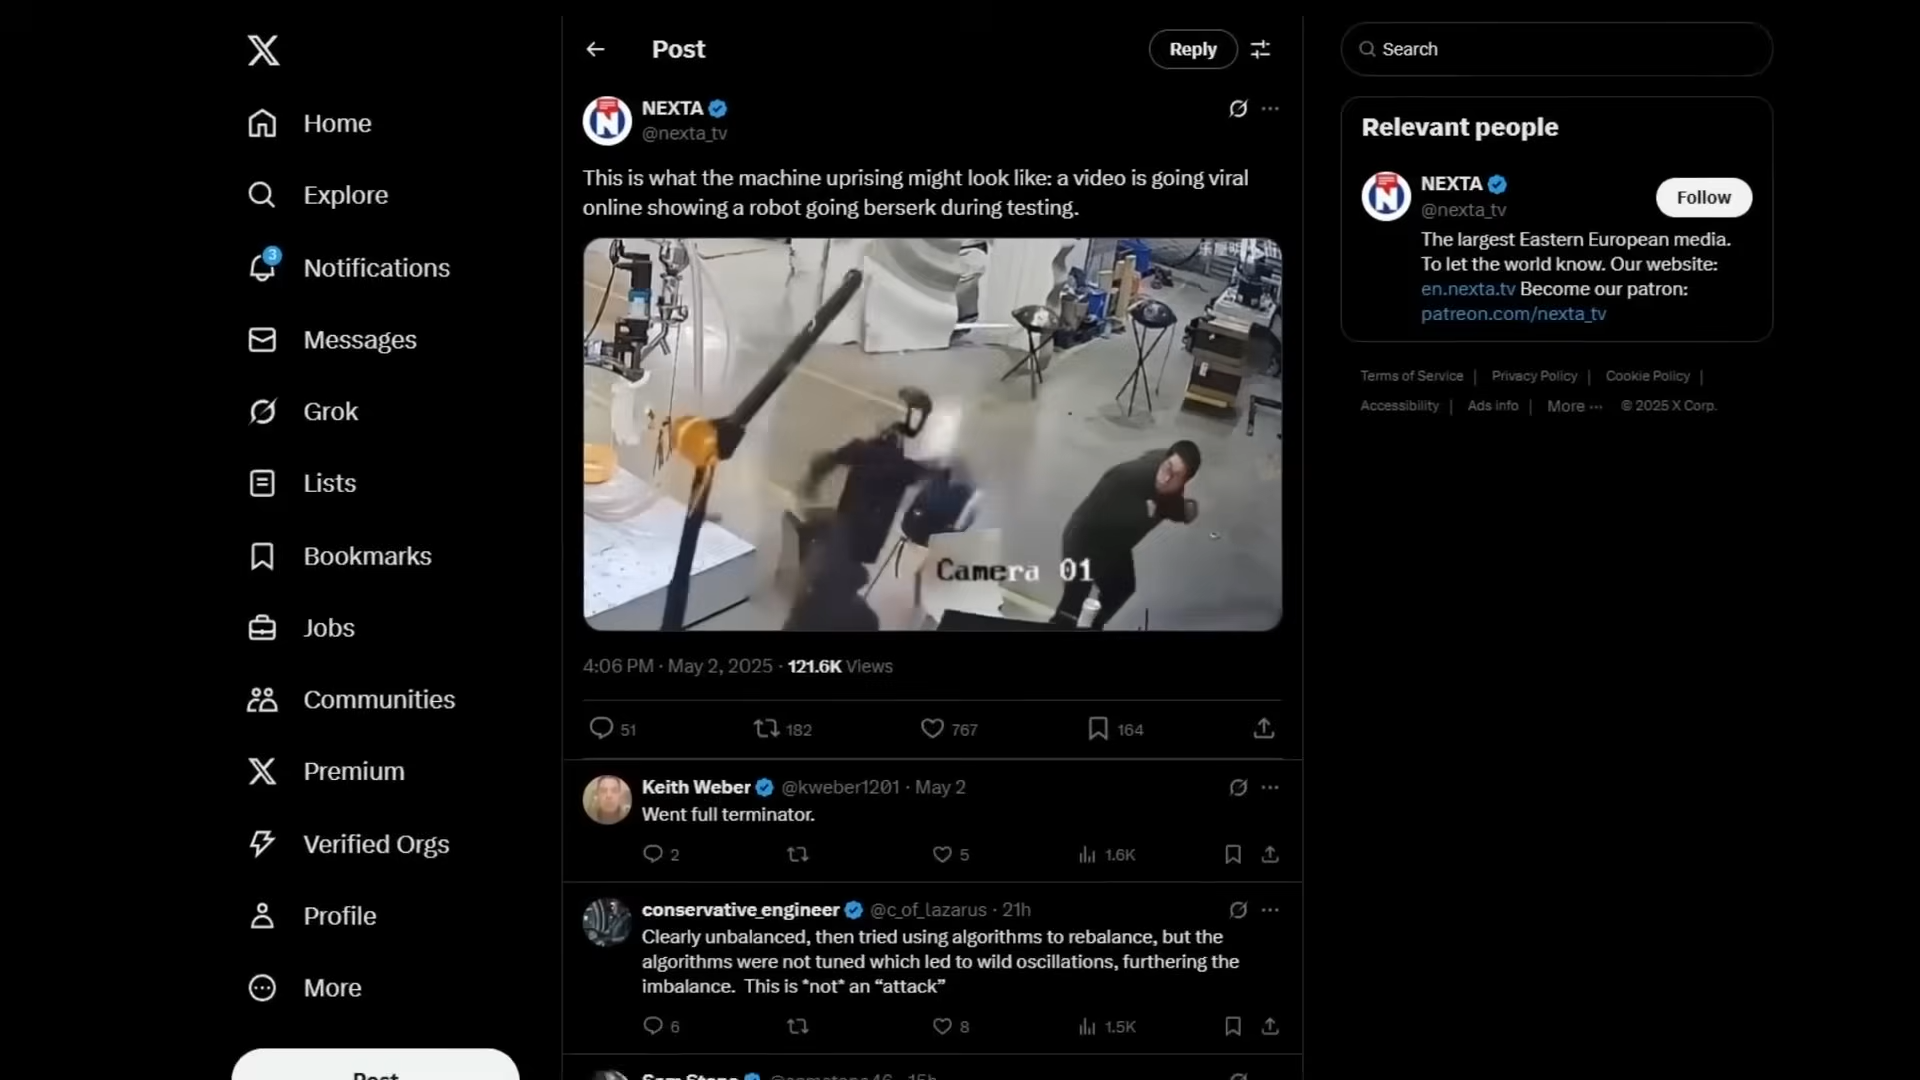 Home
Explore
3
Notifications
Messages
Grok
Lists
Bookmarks
Jobs
Communities
Premium
Verified Orgs
Profile
More
Post
Post
Reply
NEXTA
@nexta_tv
This is what the machine uprising might look like: a video is going viral
online showing a robot going berserk during testing.
Camera 01
4:06 PM · May 2, 2025 · 121.6K Views
51
182
767
164
Keith Weber @kweber1201 · May 2
Went full terminator.
2
5
1.6K
conservative_engineer @c_of_lazarus · 21h
Clearly unbalanced, then tried using algorithms to rebalance, but the
algorithms were not tuned which led to wild oscillations, furthering the
imbalance. This is *not* an “attack”
6
8
1.5K
Search
Relevant people
NEXTA
@nexta_tv
Follow
The largest Eastern European media.
To let the world know. Our website:
en.nexta.tv Become our patron:
patreon.com/nexta_tv
Terms of Service | Privacy Policy | Cookie Policy |
Accessibility | Ads info | More ··· © 2025 X Corp.